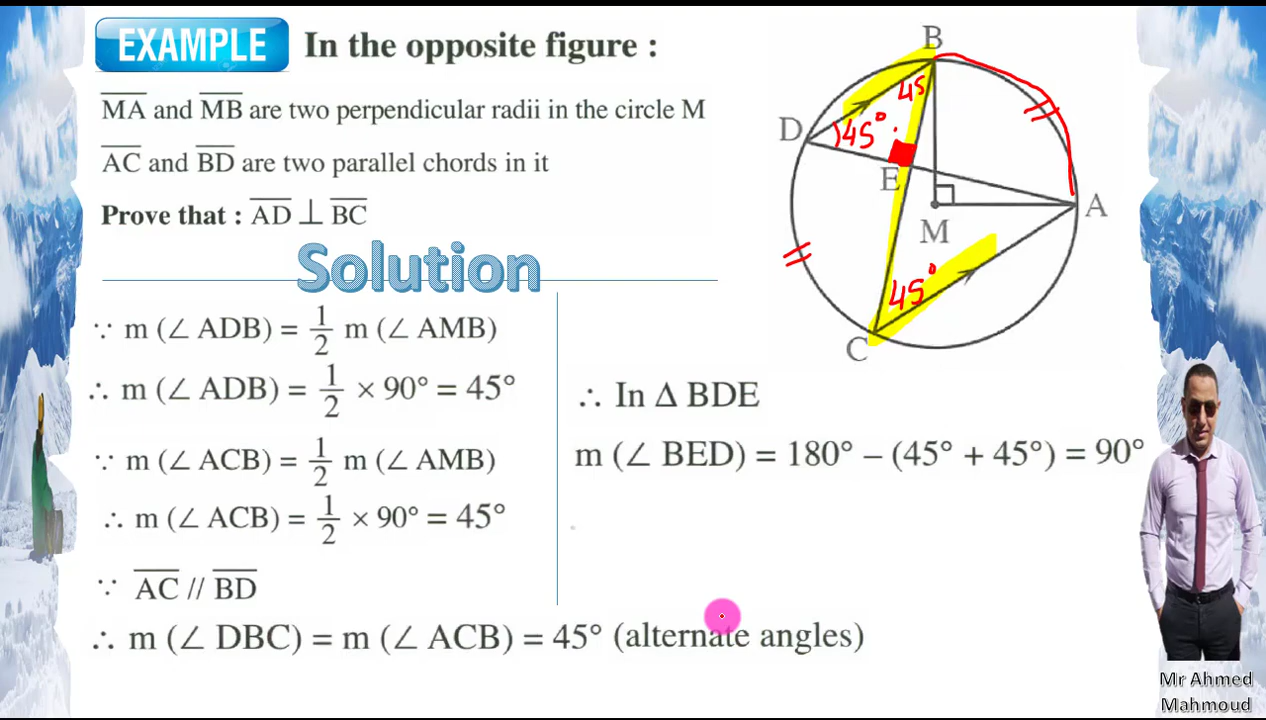 EXAMPLE In the opposite figure :
MA and MB are two perpendicular radii in the circle M
AC and BD are two parallel chords in it
Prove that : AD ⊥ BC
Solution
∵ m (∠ ADB) = 1/2 m (∠ AMB)
∴ m (∠ ADB) = 1/2 × 90° = 45°
∵ m (∠ ACB) = 1/2 m (∠ AMB)
∴ m (∠ ACB) = 1/2 × 90° = 45°
∵ AC // BD
∴ m (∠ DBC) = m (∠ ACB) = 45° (alternate angles)
∴ In Δ BDE
m (∠ BED) = 180° – (45° + 45°) = 90°
B
45
D
45°
E
A
M
45°
C
Mr Ahmed
Mahmoud